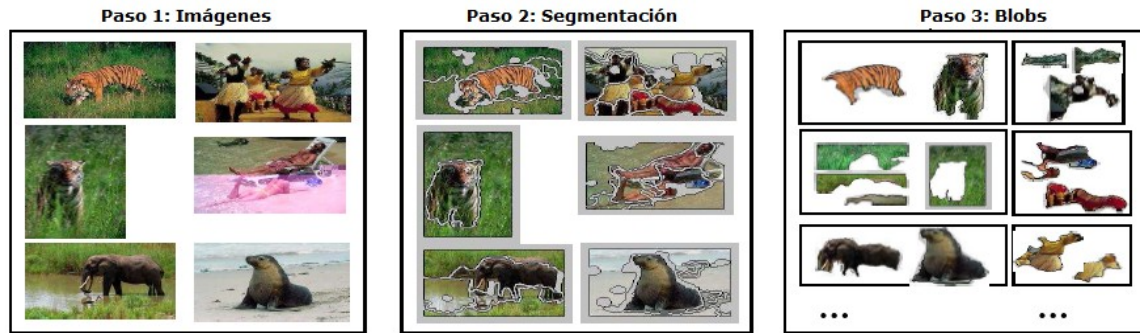 Paso 1: Imágenes
Paso 2: Segmentación
Paso 3: Blobs
...
...